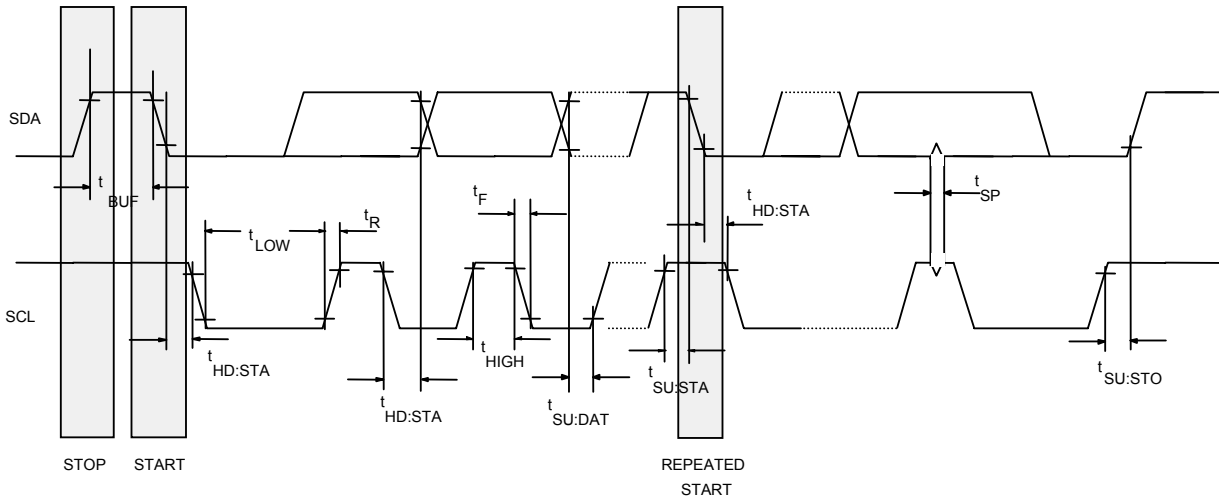 SDA
t BUF
t LOW
t R
t F
t HD:STA
t SP
SCL
t HD:STA
t HD:STA
t HIGH
t SU:DAT
t SU:STA
t SU:STO
STOP
START
REPEATED
START